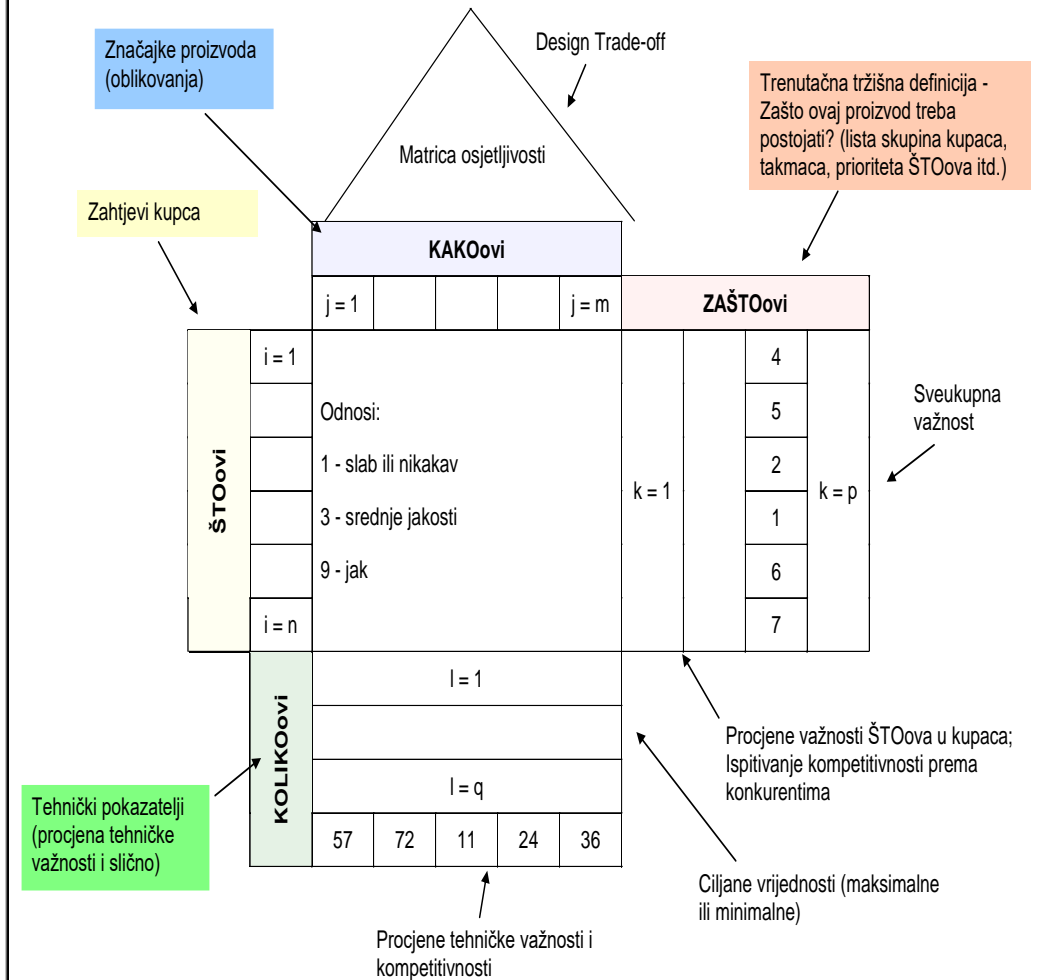 Značajke proizvoda
(oblikovanja)
Design Trade-off
Trenutačna tržišna definicija -
Zašto ovaj proizvod treba
postojati? (lista skupina kupaca,
takmaca, prioriteta ŠTOova itd.)
Matrica osjetljivosti
Zahtjevi kupca
KAKOovi
j = 1
j = m
ZAŠTOovi
ŠTOovi
i = 1
i = n
Odnosi:
1 - slab ili nikakav
3 - srednje jakosti
9 - jak
k = 1
4
5
2
1
6
7
k = p
Sveukupna
važnost
KOLIKOovi
l = 1
l = q
57 72 11 24 36
Tehnički pokazatelji
(procjena tehničke
važnosti i slično)
Procjene važnosti ŠTOova u kupaca;
Ispitivanje kompetitivnosti prema
konkurentima
Ciljane vrijednosti (maksimalne
ili minimalne)
Procjene tehničke važnosti i
kompetitivnosti